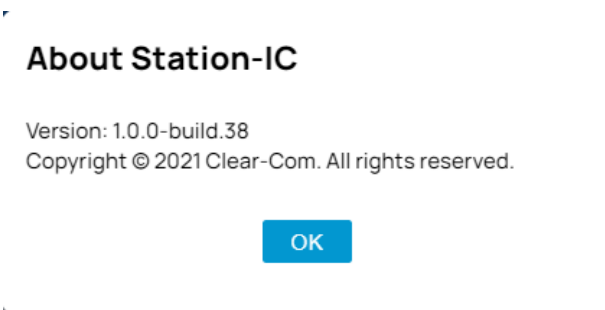 About Station-IC
Version: 1.0.0-build.38
Copyright © 2021 Clear-Com. All rights reserved.
OK